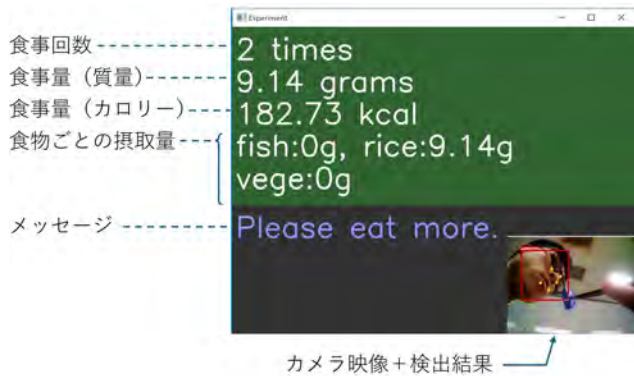 Experiment
食事回数
2 times
食事量（質量）
9.14 grams
食事量（カロリー）
182.73 kcal
食物ごとの摂取量
fish:0g, rice:9.14g
vege:0g
メッセージ
Please eat more.
カメラ映像＋検出結果